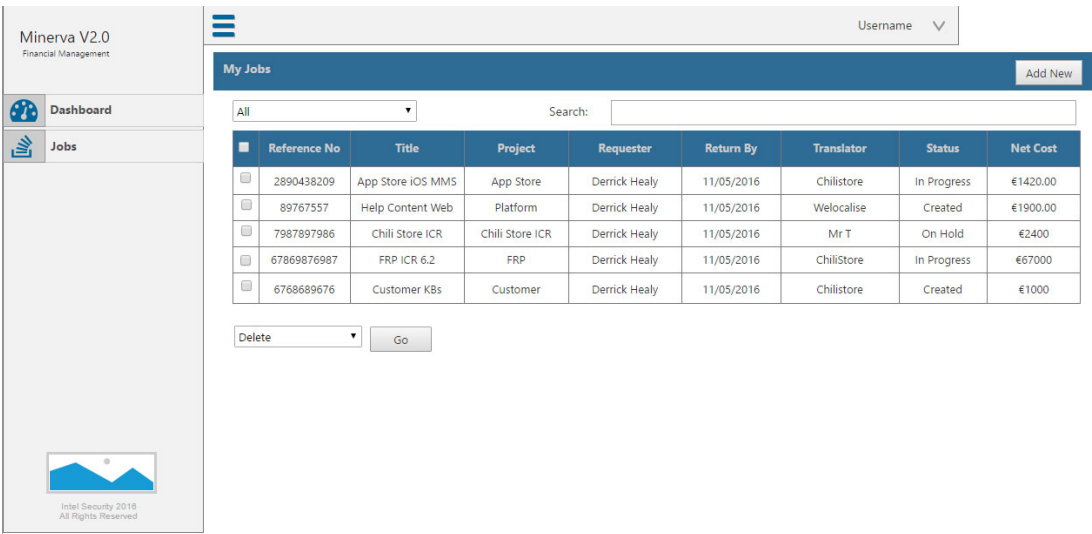 Minerva V2.0
Financial Management
Username
My Jobs
Add New
Dashboard
Jobs
All
Search:
Reference No Title Project Requester Return By Translator Status Net Cost
2890438209 App Store iOS MMS App Store Derrick Healy 11/05/2016 Chilistore In Progress €1420.00
89767557 Help Content Web Platform Derrick Healy 11/05/2016 Welocalise Created €1900.00
7987897986 Chili Store ICR Chili Store ICR Derrick Healy 11/05/2016 Mr T On Hold €2400
67869876987 FRP ICR 6.2 FRP Derrick Healy 11/05/2016 ChiliStore In Progress €67000
6768689676 Customer KBs Customer Derrick Healy 11/05/2016 Chilistore Created €1000
Delete
Go
Intel Security 2016
All Rights Reserved